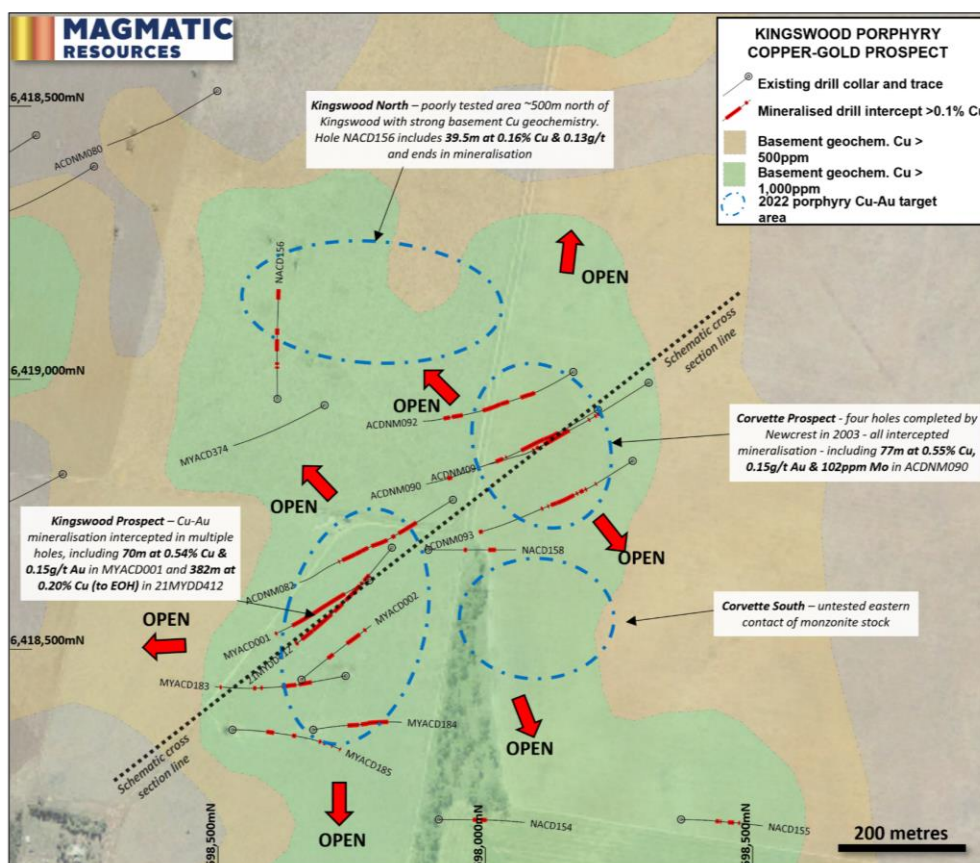 MAGMATIC
RESOURCES
KINGSWOOD PORPHYRY
COPPER-GOLD PROSPECT
Existing drill collar and trace
Mineralised drill intercept >0.1% Cu
Basement geochem. Cu >
500ppm
Basement geochem. Cu >
1,000ppm
2022 porphyry Cu-Au target
area
6,418,500mN
ACDNM080
Kingswood North – poorly tested area ~500m north of
Kingswood with strong basement Cu geochemistry.
Hole NACD156 includes 39.5m at 0.16% Cu & 0.13g/t
and ends in mineralisation
NACD156
OPEN
Schematic cross
section line
6,419,000mN
OPEN
ACDNM092
MYACD374
Corvette Prospect - four holes completed by
Newcrest in 2003 - all intercepted
mineralisation - including 77m at 0.55% Cu,
0.15g/t Au & 102ppm Mo in ACDNM090
ACDNM09
ACDNM090
OPEN
Kingswood Prospect – Cu-Au
mineralisation intercepted in multiple
holes, including 70m at 0.54% Cu &
0.15g/t Au in MYACD001 and 382m at
0.20% Cu (to EOH) in 21MYDD412
ACDNM093
NACD158
OPEN
ACDNM082
MYACD002
Corvette South – untested eastern
contact of monzonite stock
OPEN
6,418,500mN
MYACD001
21MYDD412
MYACD183
MYACD184
MYACD185
OPEN
Schematic cross
section line
OPEN
NACD154
NACD155
698,500mN
698,000mN
698,500mN
200 metres